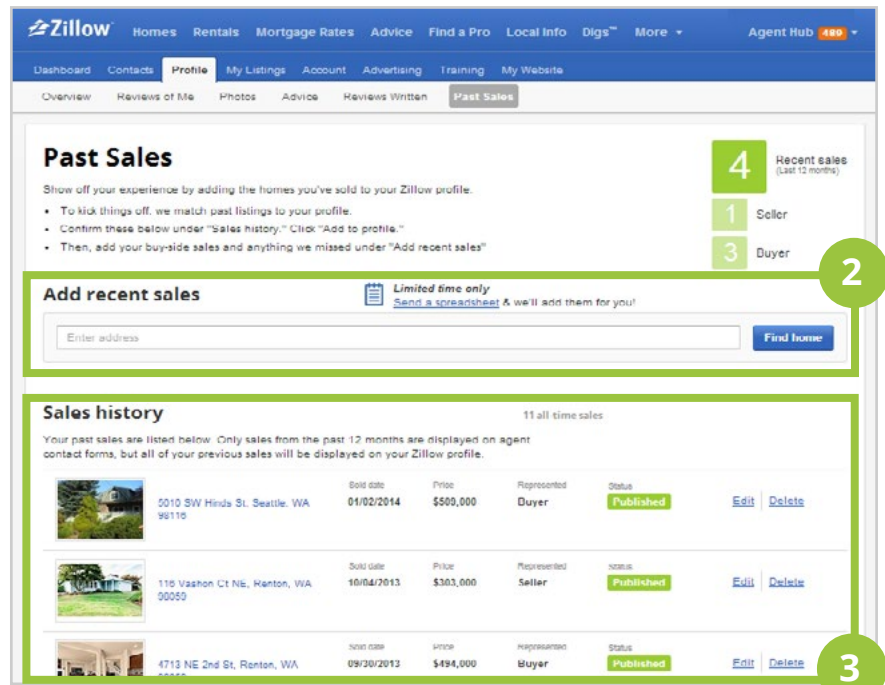 Zillow Homes Rentals Mortgage Rates Advice Find a Pro Local Info Digs™ More Agent Hub 480
Dashboard Contacts Profile My Listings Account Advertising Training My Website
Overview Reviews of Me Photos Advice Reviews Written Past Sales
Past Sales
Show off your experience by adding the homes you've sold to your Zillow profile.
• To kick things off, we match past listings to your profile.
• Confirm these below under "Sales history." Click "Add to profile."
• Then, add your buy-side sales and anything we missed under "Add recent sales"
4 Recent sales
(Last 12 months)
1 Seller
3 Buyer
2
Add recent sales
Limited time only
Send a spreadsheet & we'll add them for you!
Enter address Find home
Sales history 11 all time sales
Your past sales are listed below. Only sales from the past 12 months are displayed on agent
contact forms, but all of your previous sales will be displayed on your Zillow profile.
Sold date Price Represented Status
5010 SW Hinds St, Seattle, WA 01/02/2014 $509,000 Buyer Published Edit Delete
98116
Sold date Price Represented Status
116 Vashon Ct NE, Renton, WA 10/04/2013 $303,000 Seller Published Edit Delete
98059
Sold date Price Represented Status
4713 NE 2nd St, Renton, WA 09/30/2013 $494,000 Buyer Published Edit Delete
3